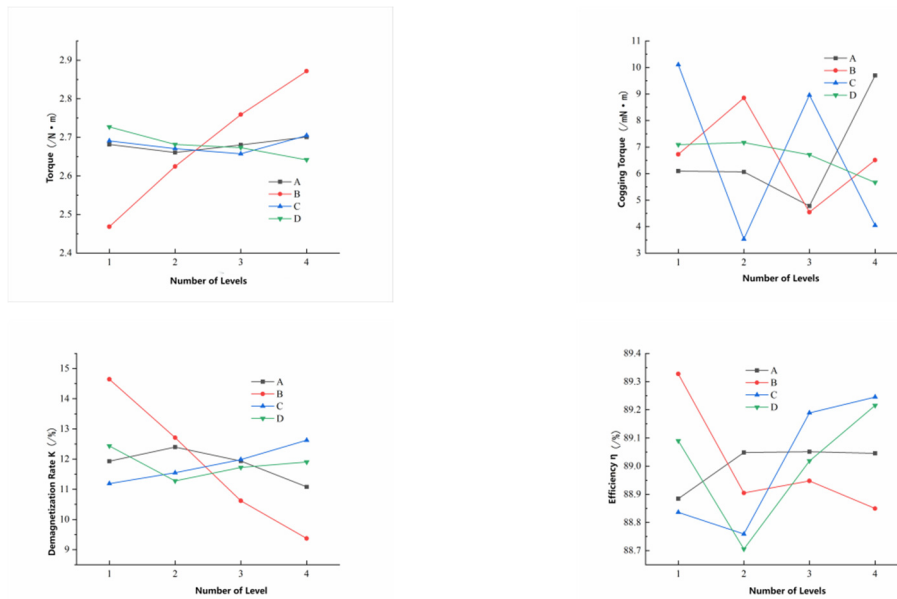 2.9
2.8
2.7
2.6
2.5
2.4
Torque（/N·m）
A
B
C
D
1 2 3 4
Number of Levels
11
10
9
8
7
6
5
4
3
Cogging Torque（/mN·m）
A
B
C
D
1 2 3 4
Number of Levels
15
14
13
12
11
10
9
Demagnetization Rate K（/%）
A
B
C
D
1 2 3 4
Number of Level
89.4
89.3
89.2
89.1
89.0
88.9
88.8
88.7
Efficiency η（/%）
A
B
C
D
1 2 3 4
Number of Levels